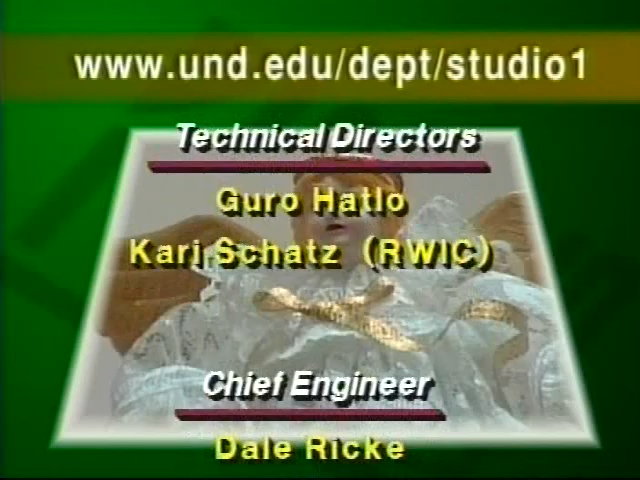 www.und.edu/dept/studio1
Technical Directors
Guro Hatlo
Kari Schatz (RWIC)
Chief Engineer
Dale Ricke